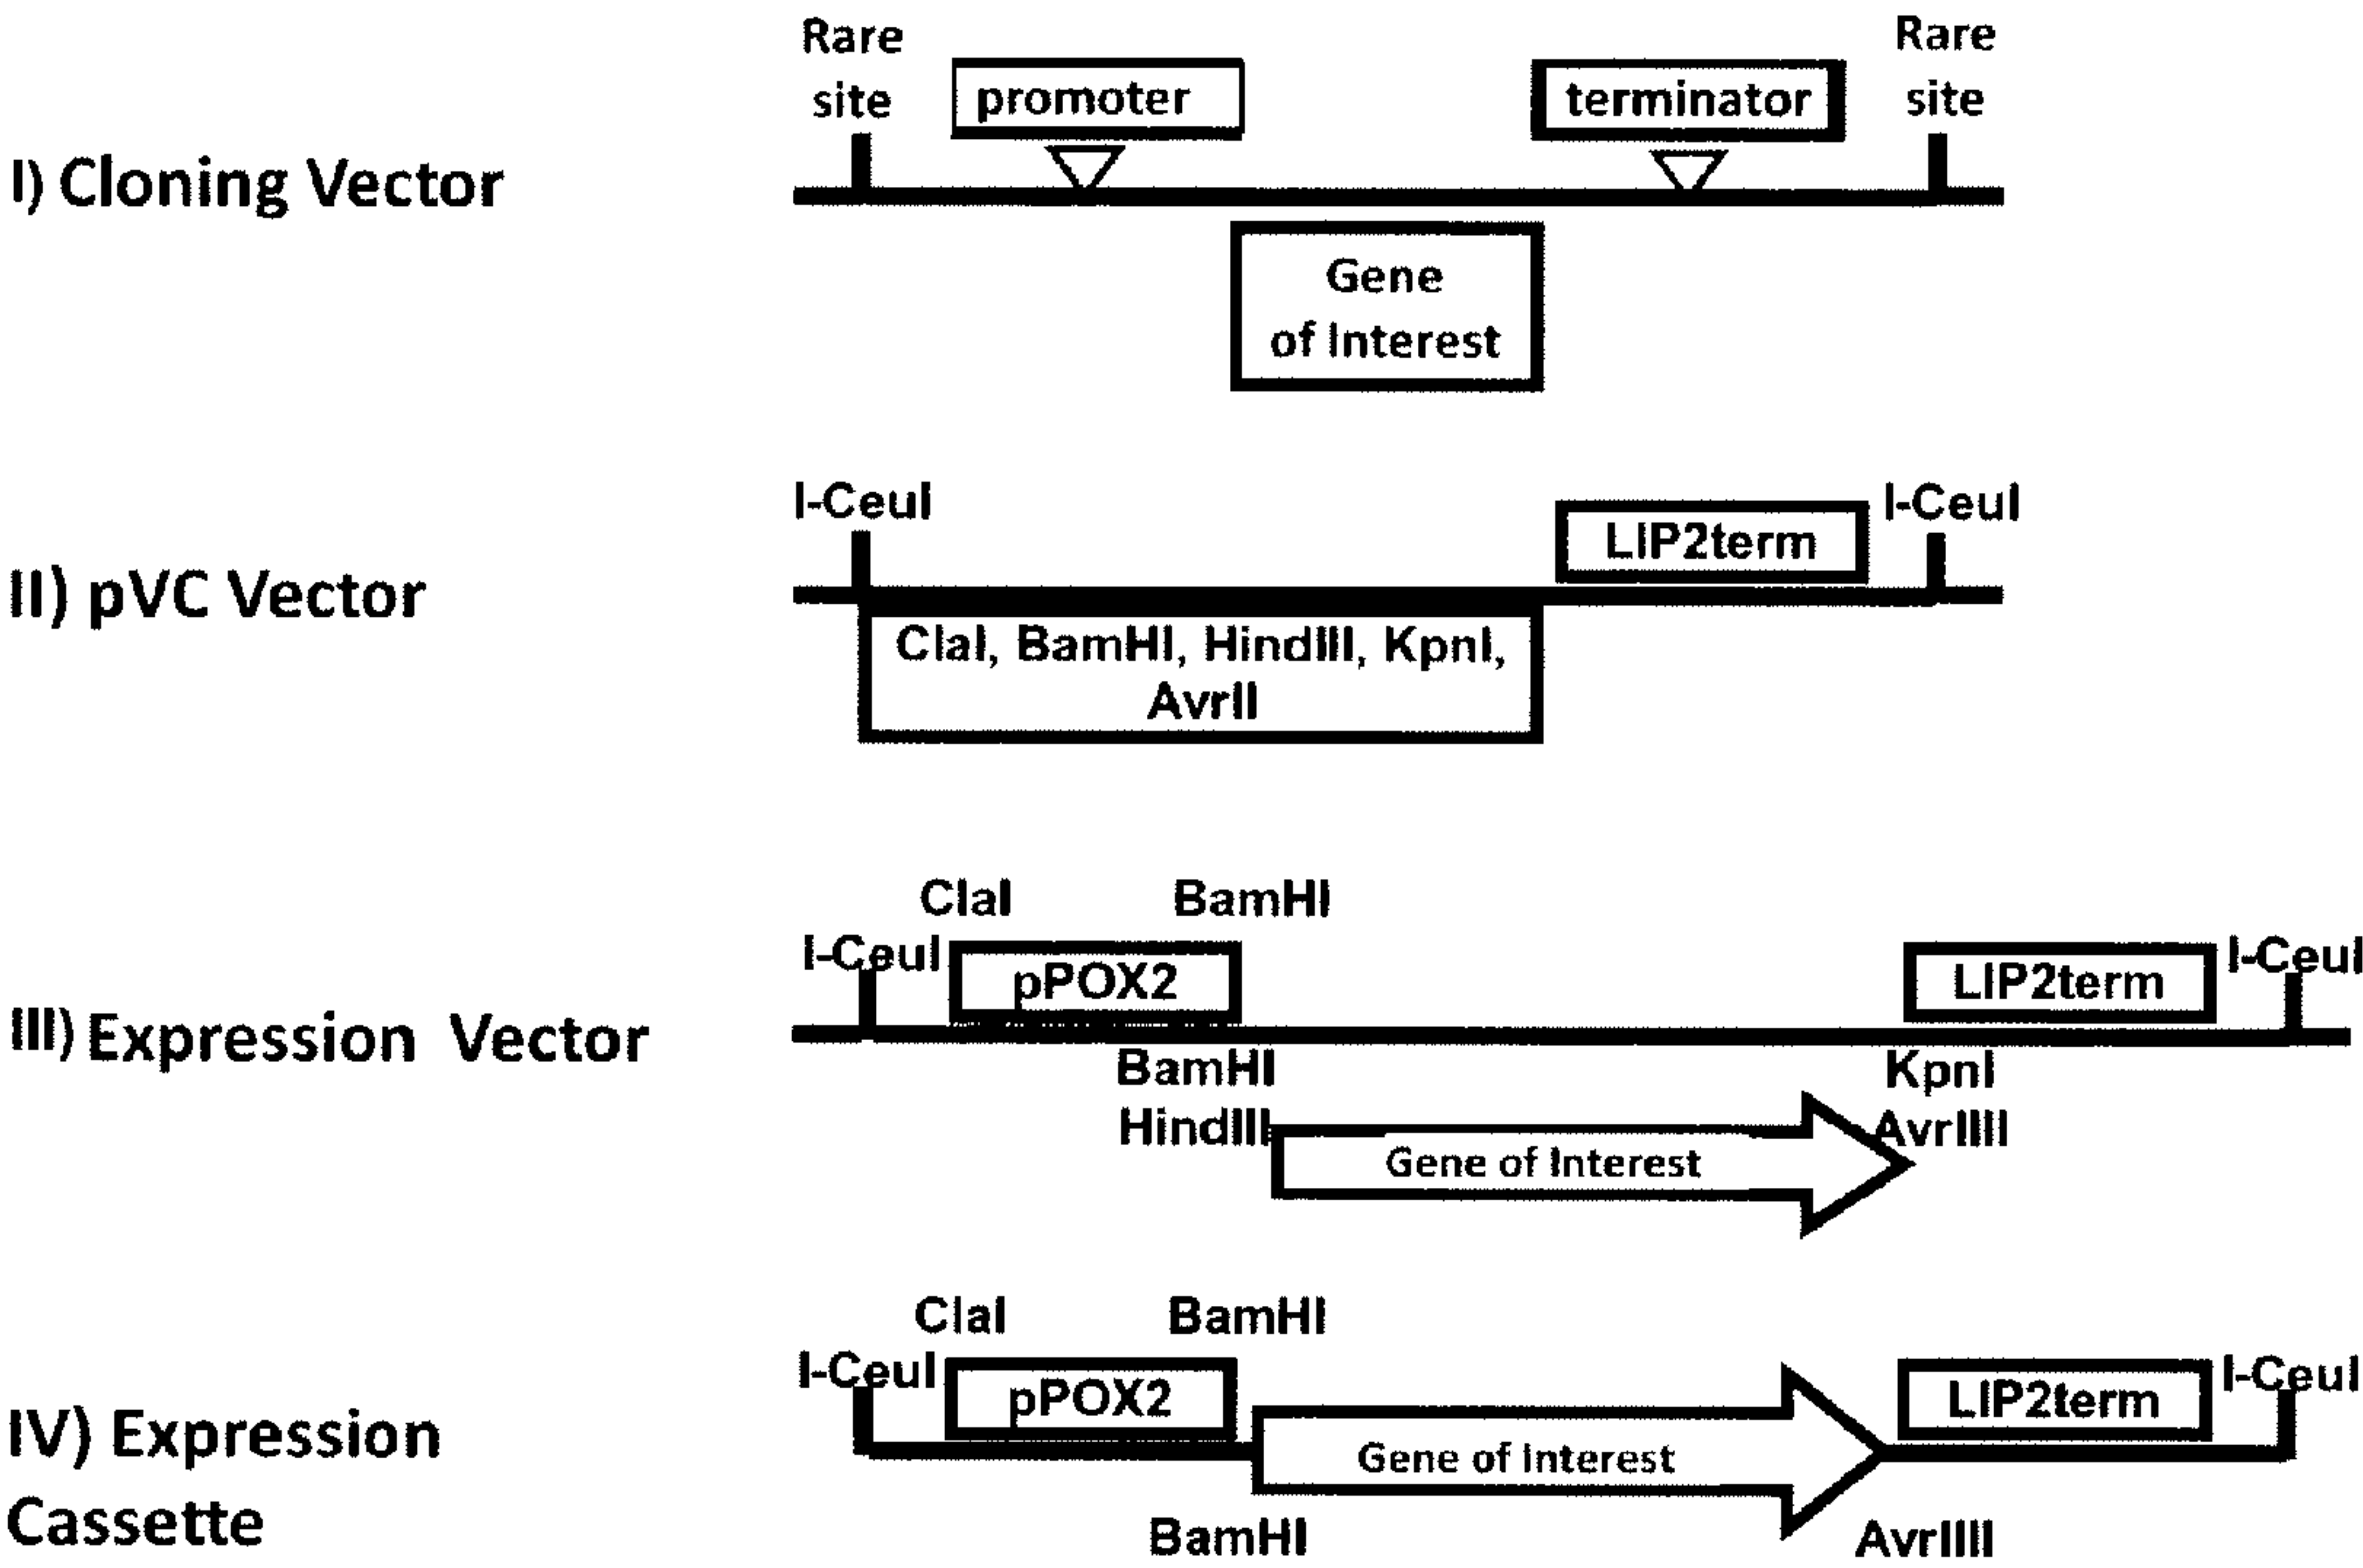 Rare
site
promoter
terminator
Rare
site
I) Cloning Vector
Gene
of Interest
I-CeuI
LIP2term
I-CeuI
II) pVC Vector
ClaI, BamHI, HindIII, KpnI,
AvrII
ClaI
BamHI
I-CeuI
pPOX2
LIP2term
I-CeuI
III) Expression Vector
BamHI
KpnI
HindIII
AvrIIII
Gene of Interest
ClaI
BamHI
I-CeuI
pPOX2
LIP2term
I-CeuI
IV) Expression
Cassette
Gene of Interest
BamHI
AvrIIII